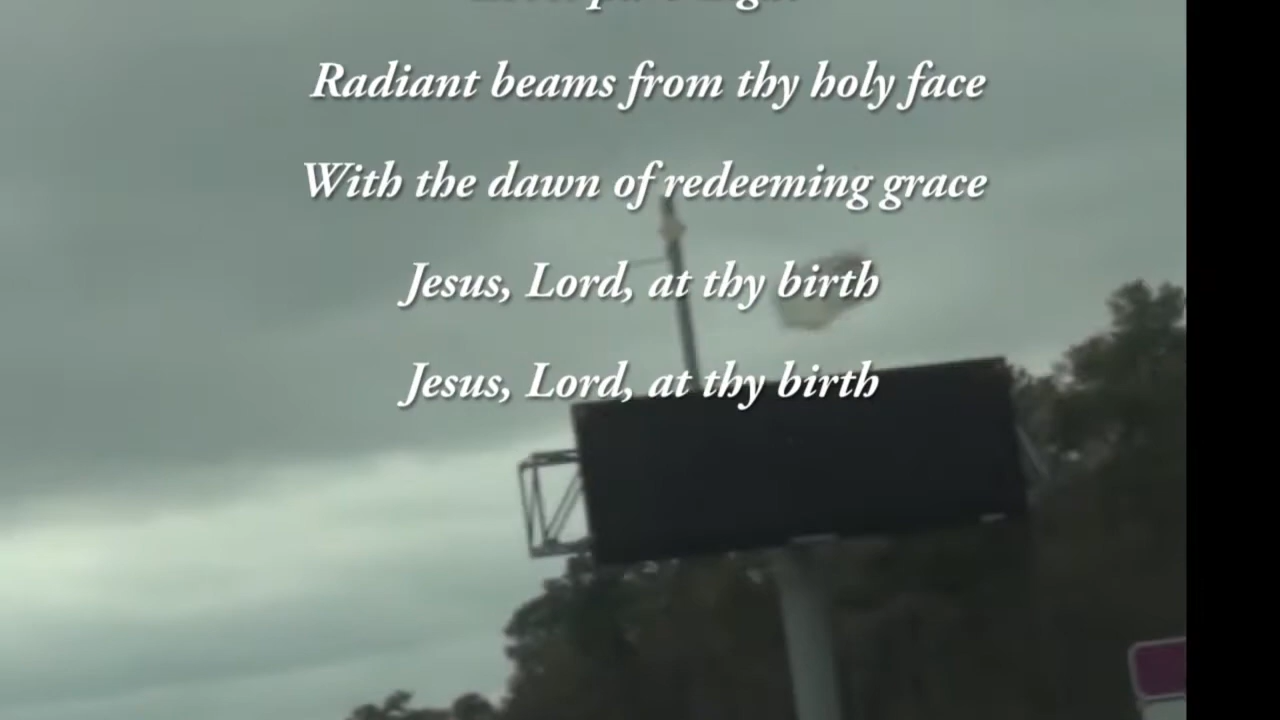 Radiant beams from thy holy face
With the dawn of redeeming grace
Jesus, Lord, at thy birth
Jesus, Lord, at thy birth